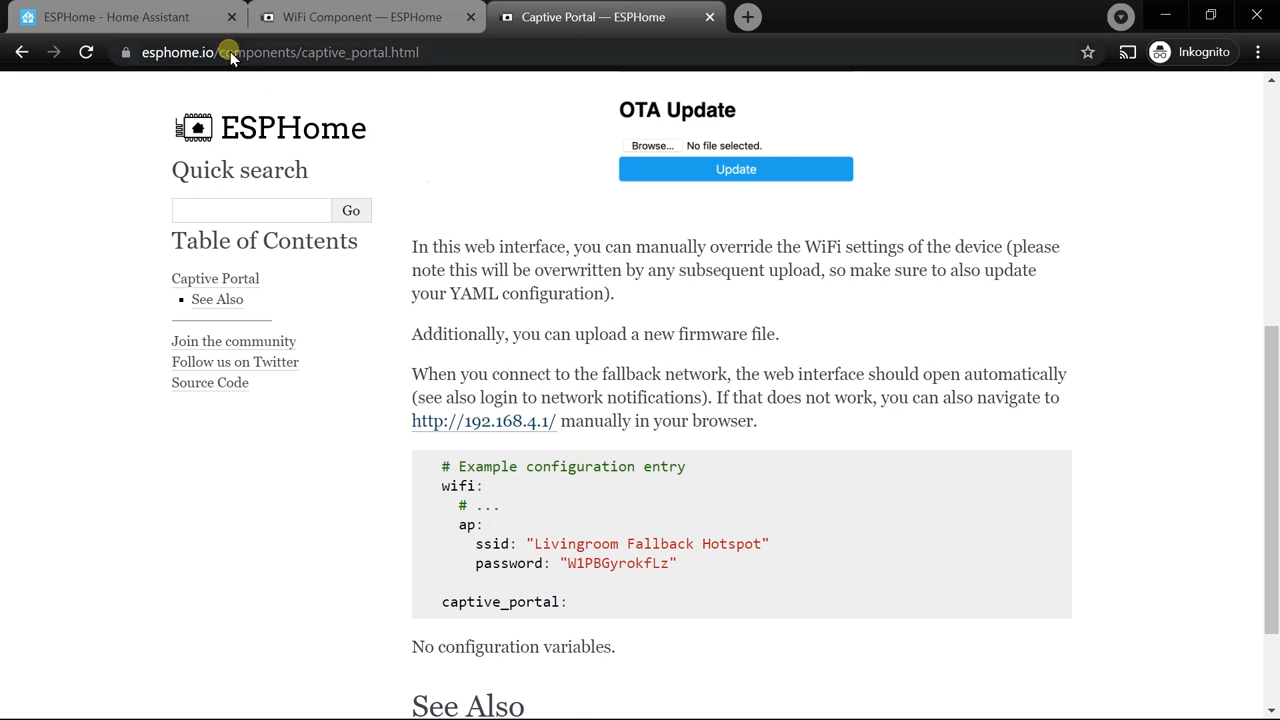 ESPHome - Home Assistant
WiFi Component — ESPHome
Captive Portal — ESPHome
esphome.io/components/captive_portal.html
Inkognito
ESPHome
Quick search
Go
Table of Contents
Captive Portal
See Also
Join the community
Follow us on Twitter
Source Code
OTA Update
Browse... No file selected.
Update
In this web interface, you can manually override the WiFi settings of the device (please
note this will be overwritten by any subsequent upload, so make sure to also update
your YAML configuration).
Additionally, you can upload a new firmware file.
When you connect to the fallback network, the web interface should open automatically
(see also login to network notifications). If that does not work, you can also navigate to
http://192.168.4.1/ manually in your browser.
# Example configuration entry
wifi:
# ...
ap:
ssid: "Livingroom Fallback Hotspot"
password: "W1PBGyrokfLz"
captive_portal:
No configuration variables.
See Also